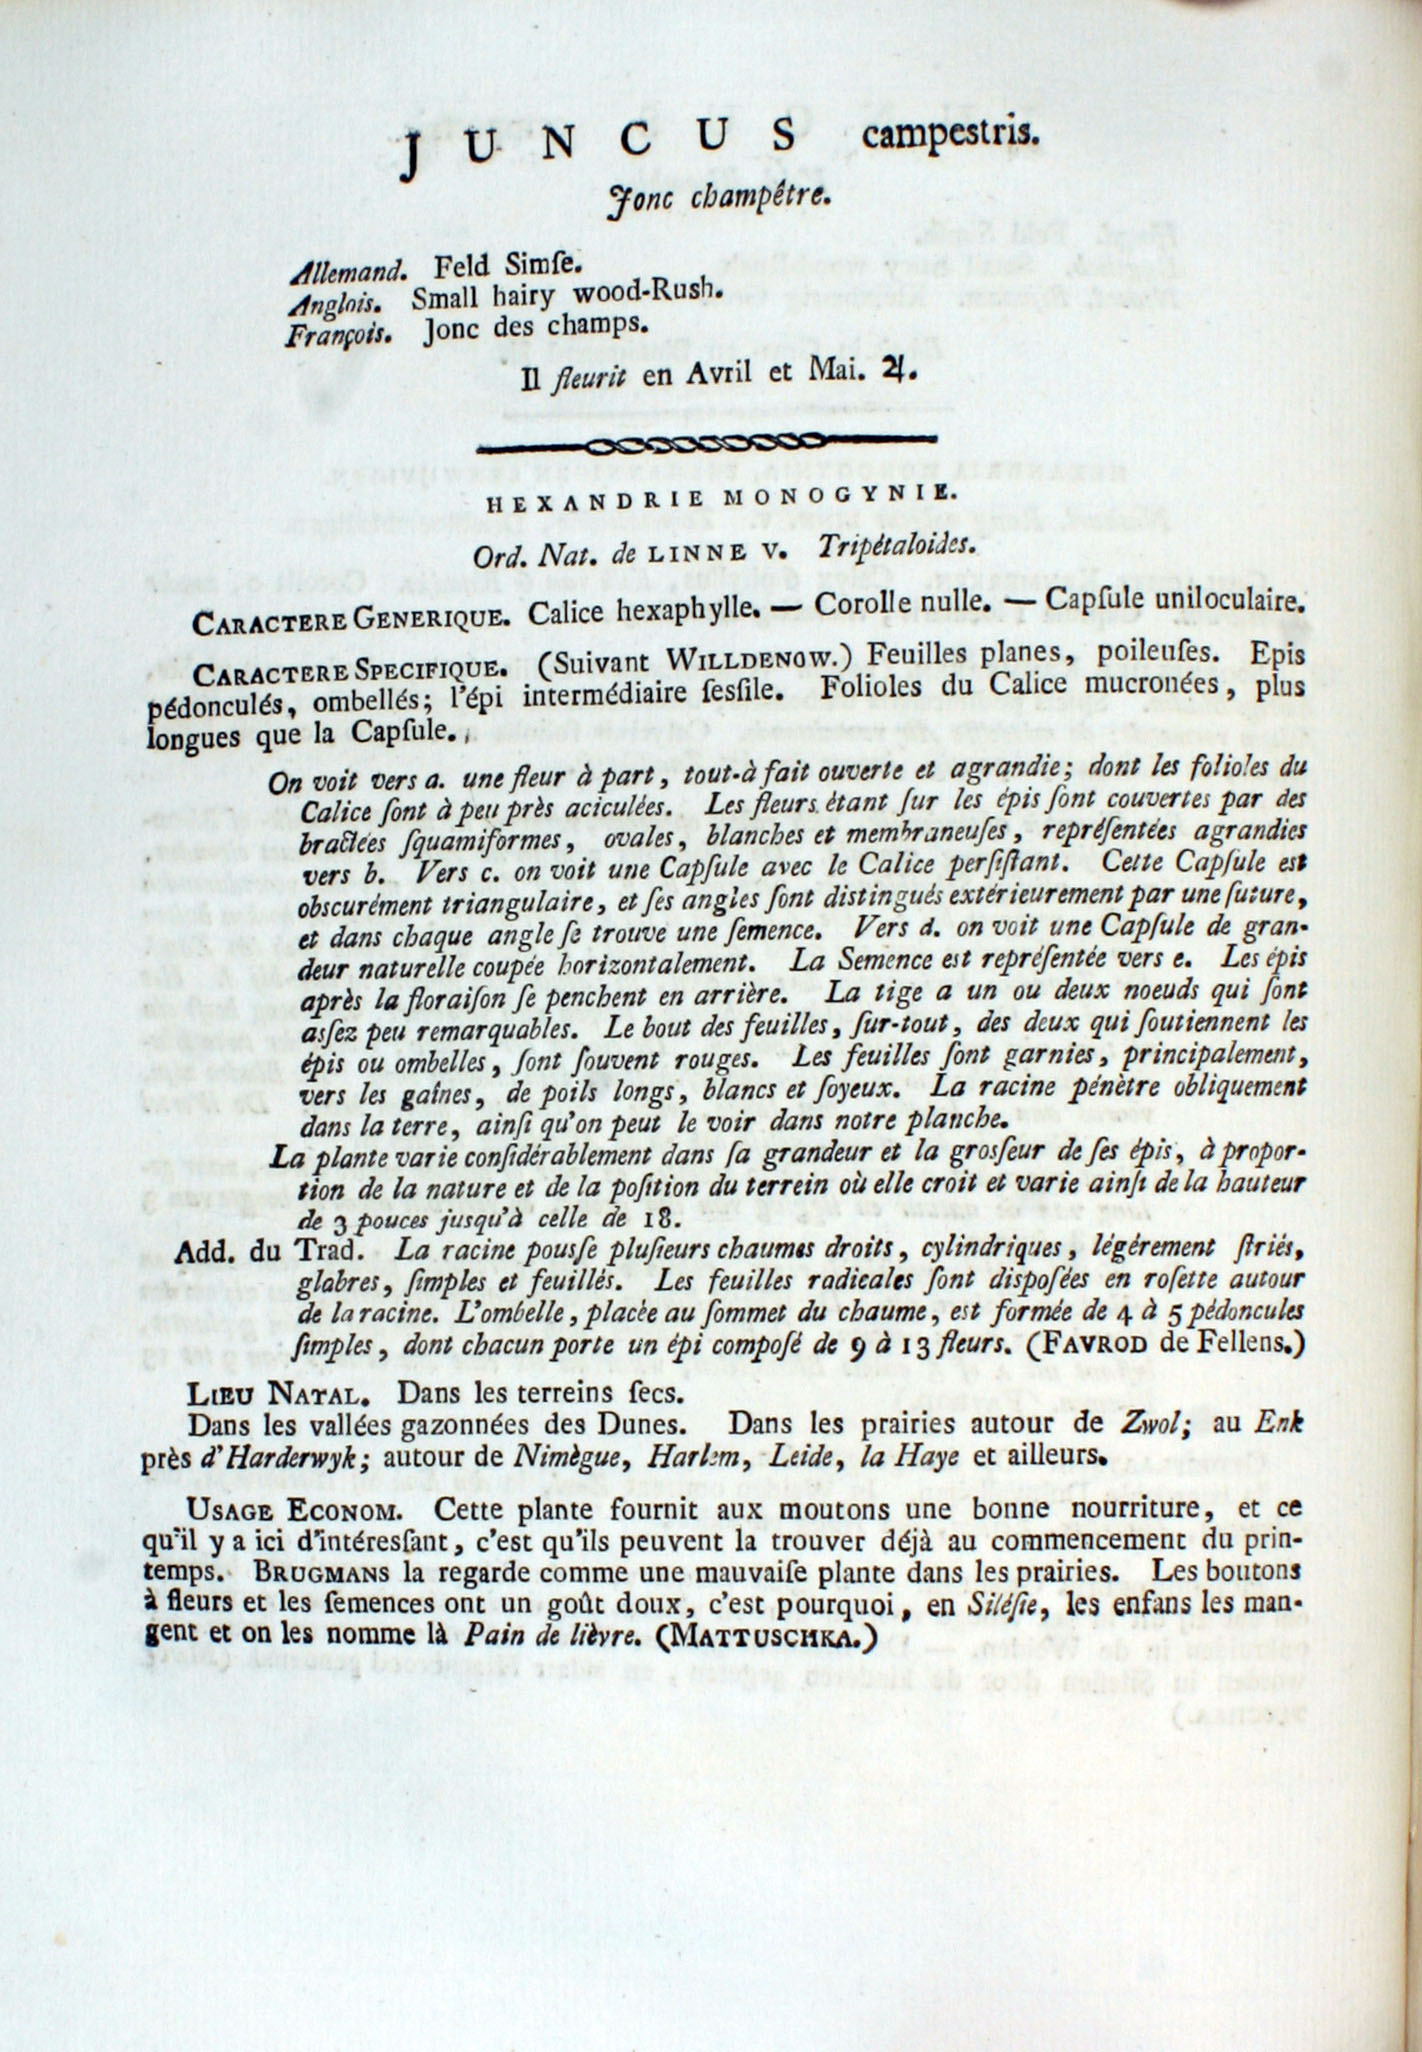 JUNCUS campestris.
Jonc champêtre.
Allemand. Feld Simſe.
Anglois. Small hairy wood-Rush.
François. Jonc des champs.
Il fleurit en Avril et Mai. ♃.
HEXANDRIE MONOGYNIE.
Ord. Nat. de LINNE V. Tripétaloides.
CARACTERE GENERIQUE. Calice hexaphylle. — Corolle nulle. — Capſule uniloculaire.
CARACTERE SPECIFIQUE. (Suivant WILLDENOW.) Feuilles planes, poileuſes. Epis
pédonculés, ombellés; l'épi intermédiaire ſesſile. Folioles du Calice mucronées, plus
longues que la Capſule.
On voit vers a. une fleur à part, tout-à fait ouverte et agrandie; dont les folioles du
Calice ſont à peu près aciculées. Les fleurs étant ſur les épis ſont couvertes par des
bractées ſquamiformes, ovales, blanches et membraneuſes, repréſentées agrandies
vers b. Vers c. on voit une Capſule avec le Calice perſiſtant. Cette Capſule est
obscurément triangulaire, et ſes angles ſont distingués extérieurement par une ſuture,
et dans chaque angle ſe trouve une ſemence. Vers d. on voit une Capſule de gran-
deur naturelle coupée horizontalement. La Semence est repréſentée vers e. Les épis
après la floraiſon ſe penchent en arrière. La tige a un ou deux noeuds qui ſont
asſez peu remarquables. Le bout des feuilles, ſur-tout, des deux qui ſoutiennent les
épis ou ombelles, ſont ſouvent rouges. Les feuilles ſont garnies, principalement,
vers les gaînes, de poils longs, blancs et ſoyeux. La racine pénètre obliquement
dans la terre, ainſi qu'on peut le voir dans notre planche.
La plante varie conſidérablement dans ſa grandeur et la grosſeur de ſes épis, à propor-
tion de la nature et de la poſition du terrein où elle croit et varie ainſi de la hauteur
de 3 pouces jusqu'à celle de 18.
Add. du Trad. La racine pousſe pluſieurs chaumes droits, cylindriques, légérement ſtriés,
glabres, ſimples et feuillés. Les feuilles radicales ſont dispoſées en roſette autour
de la racine. L'ombelle, placée au ſommet du chaume, est formée de 4 à 5 pédoncules
ſimples, dont chacun porte un épi compoſé de 9 à 13 fleurs. (FAVROD de Fellens.)
LIEU NATAL. Dans les terreins ſecs.
Dans les vallées gazonnées des Dunes. Dans les prairies autour de Zwol; au Enk
près d'Harderwyk; autour de Nimègue, Harlem, Leide, la Haye et ailleurs.
USAGE ECONOM. Cette plante fournit aux moutons une bonne nourriture, et ce
qu'il y a ici d'intéresſant, c'est qu'ils peuvent la trouver déjà au commencement du prin-
temps. BRUGMANS la regarde comme une mauvaiſe plante dans les prairies. Les boutons
à fleurs et les ſemences ont un goût doux, c'est pourquoi, en Siléſie, les enfans les man-
gent et on les nomme là Pain de lièvre. (MATTUSCHKA.)